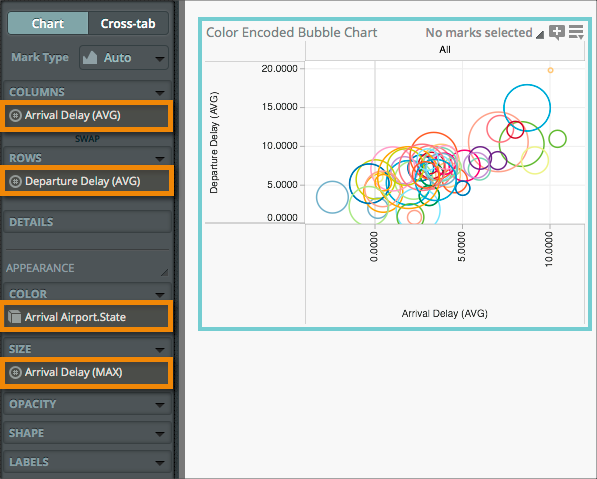 Chart Cross-tab
Mark Type Auto
COLUMNS
Arrival Delay (AVG)
SWAP
ROWS
Departure Delay (AVG)
DETAILS
APPEARANCE
COLOR
Arrival Airport.State
SIZE
Arrival Delay (MAX)
OPACITY
SHAPE
LABELS
Color Encoded Bubble Chart No marks selected
All
Departure Delay (AVG)
20.0000
15.0000
10.0000
5.0000
0.0000
0.0000 5.0000 10.0000
Arrival Delay (AVG)